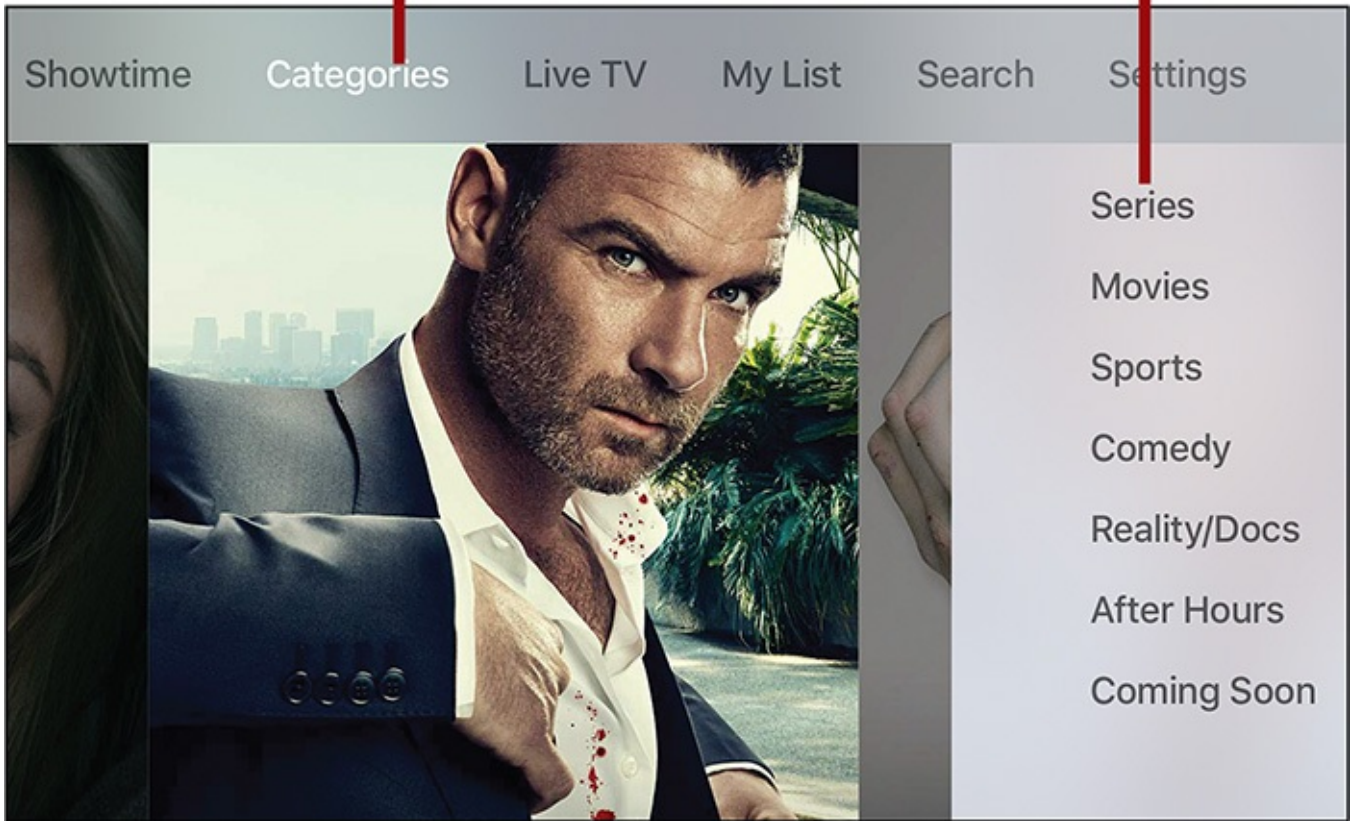 Showtime Categories Live TV My List Search Settings
Series
Movies
Sports
Comedy
Reality/Docs
After Hours
Coming Soon